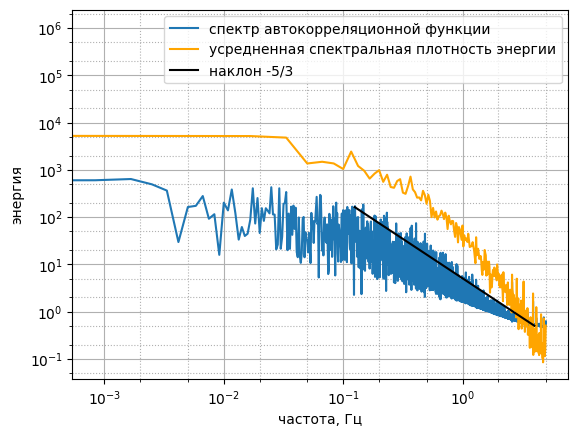 спектр автокорреляционной функции
усредненная спектральная плотность энергии
наклон -5/3
энергия
10⁶
10⁵
10⁴
10³
10²
10¹
10⁰
10⁻¹
10⁻³ 10⁻² 10⁻¹ 10⁰
частота, Гц